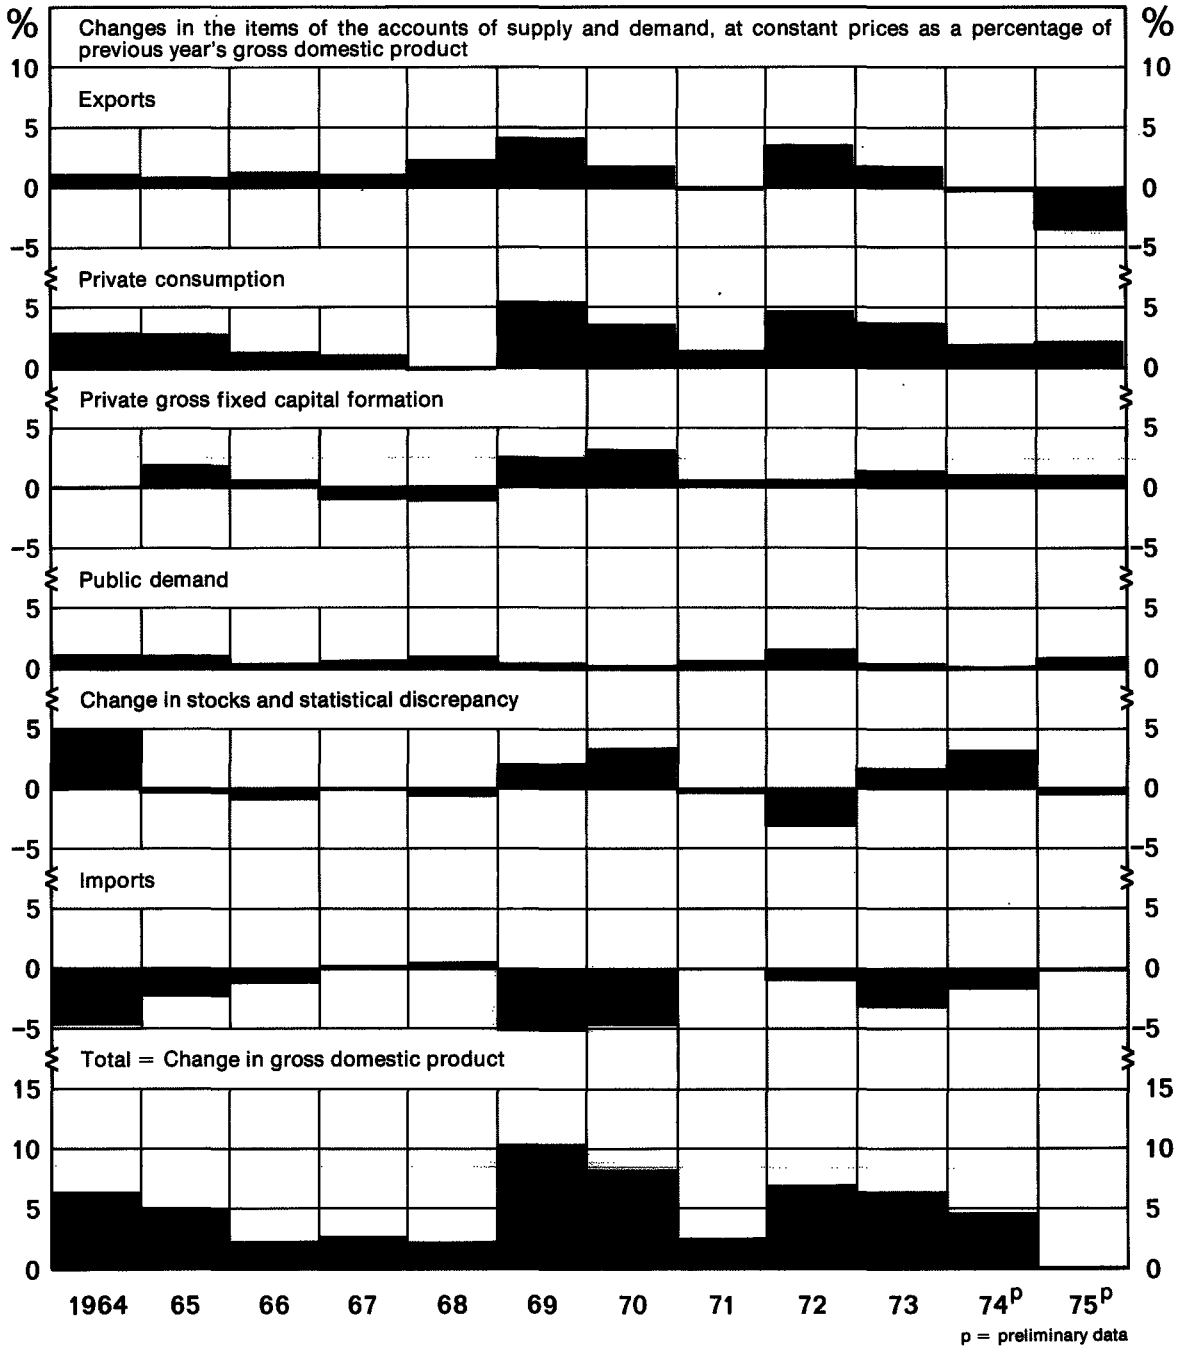 % Changes in the items of the accounts of supply and demand, at constant prices as a percentage of %
previous year's gross domestic product
10 10
Exports
5 5
0 0
-5 -5
Private consumption
5 5
0 0
Private gross fixed capital formation
5 5
0 0
-5 -5
Public demand
5 5
0 0
Change in stocks and statistical discrepancy
5 5
0 0
-5 -5
Imports
5 5
0 0
-5 -5
Total = Change in gross domestic product
15 15
10 10
5 5
0 0
1964 65 66 67 68 69 70 71 72 73 74p 75p
p = preliminary data